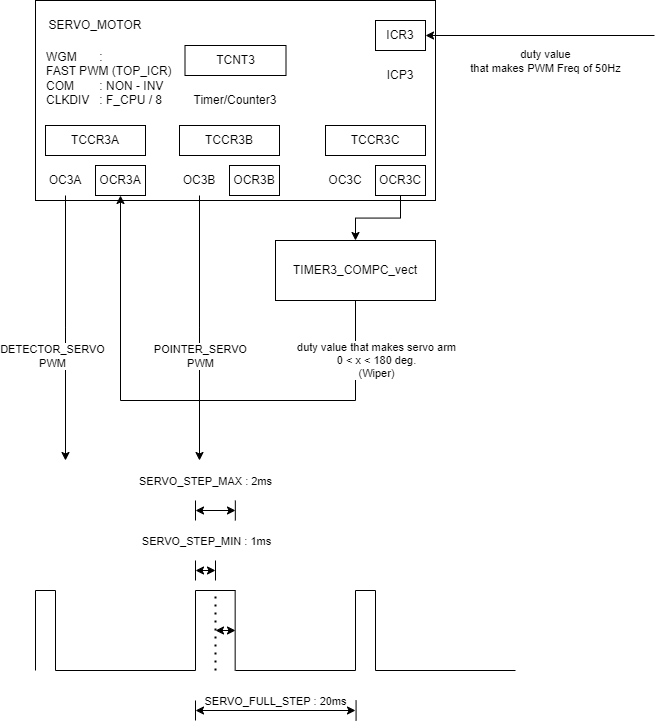 SERVO_MOTOR
WGM :
FAST PWM (TOP_ICR)
COM : NON - INV
CLKDIV : F_CPU / 8
TCNT3
Timer/Counter3
ICR3
ICP3
duty value
that makes PWM Freq of 50Hz
TCCR3A
TCCR3B
TCCR3C
OC3A
OCR3A
OC3B
OCR3B
OC3C
OCR3C
TIMER3_COMPC_vect
DETECTOR_SERVO
PWM
POINTER_SERVO
PWM
duty value that makes servo arm
0 < x < 180 deg.
(Wiper)
SERVO_STEP_MAX : 2ms
SERVO_STEP_MIN : 1ms
SERVO_FULL_STEP : 20ms